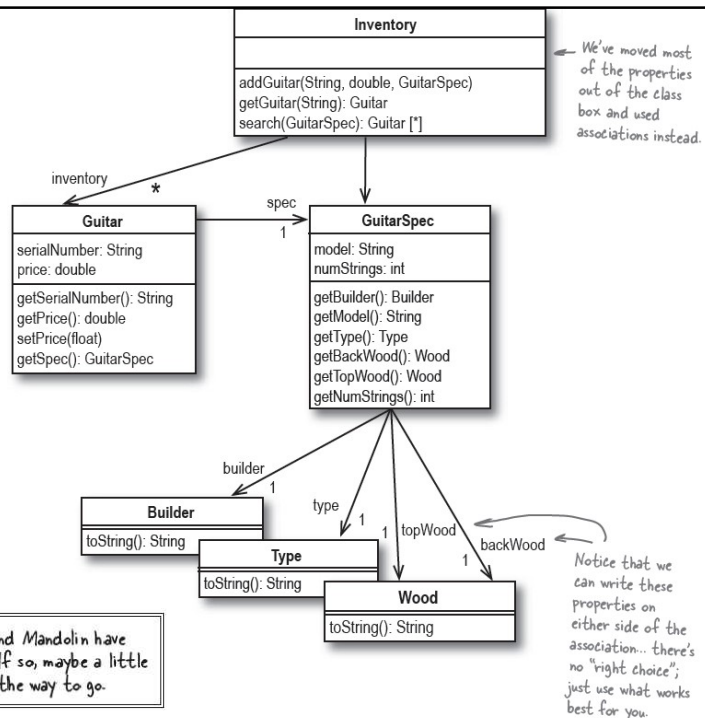 Inventory
addGuitar(String, double, GuitarSpec)
getGuitar(String): Guitar
search(GuitarSpec): Guitar [*]
We've moved most
of the properties
out of the class
box and used
associations instead.
inventory
*
spec
1
Guitar
serialNumber: String
price: double
getSerialNumber(): String
getPrice(): double
setPrice(float)
getSpec(): GuitarSpec
GuitarSpec
model: String
numStrings: int
getBuilder(): Builder
getModel(): String
getType(): Type
getBackWood(): Wood
getTopWood(): Wood
getNumStrings(): int
builder
1
type
1
1
topWood
1
backWood
Builder
toString(): String
Type
toString(): String
Wood
toString(): String
Notice that we
can write these
properties on
either side of the
association... there's
no "right choice";
just use what works
best for you.
nd Mandolin have
If so, maybe a little
the way to go.